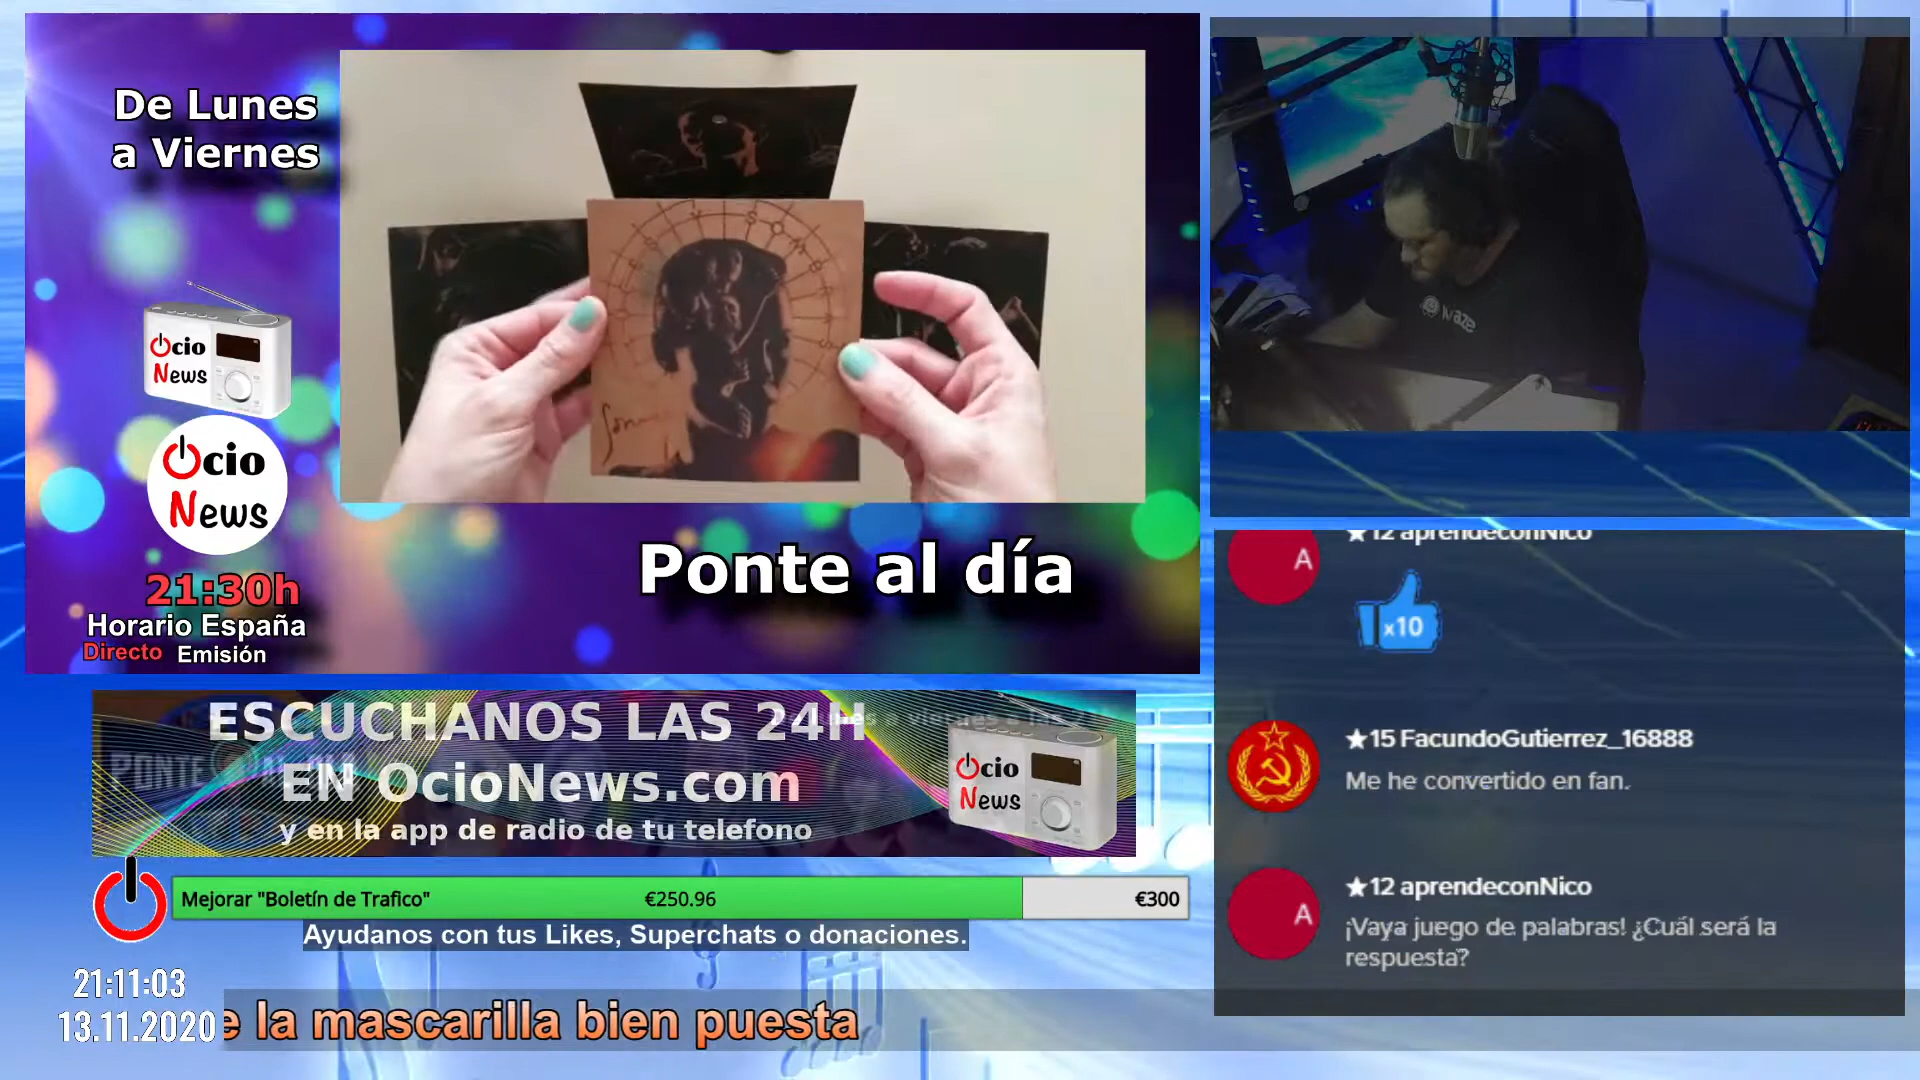 De Lunes
a Viernes
Ocio
News
Ocio
News
21:30h
Horario España
Directo Emisión
Ponte al día
ESCUCHANOS LAS 24H
EN OcioNews.com
y en la app de radio de tu telefono
Ocio
News
Mejorar "Boletín de Trafico" €250.96 €300
Ayudanos con tus Likes, Superchats o donaciones.
21:11:03
13.11.2020
e la mascarilla bien puesta
A
★12 aprendeconNico
x10
★15 FacundoGutierrez_16888
Me he convertido en fan.
A
★12 aprendeconNico
¡Vaya juego de palabras! ¿Cuál será la
respuesta?